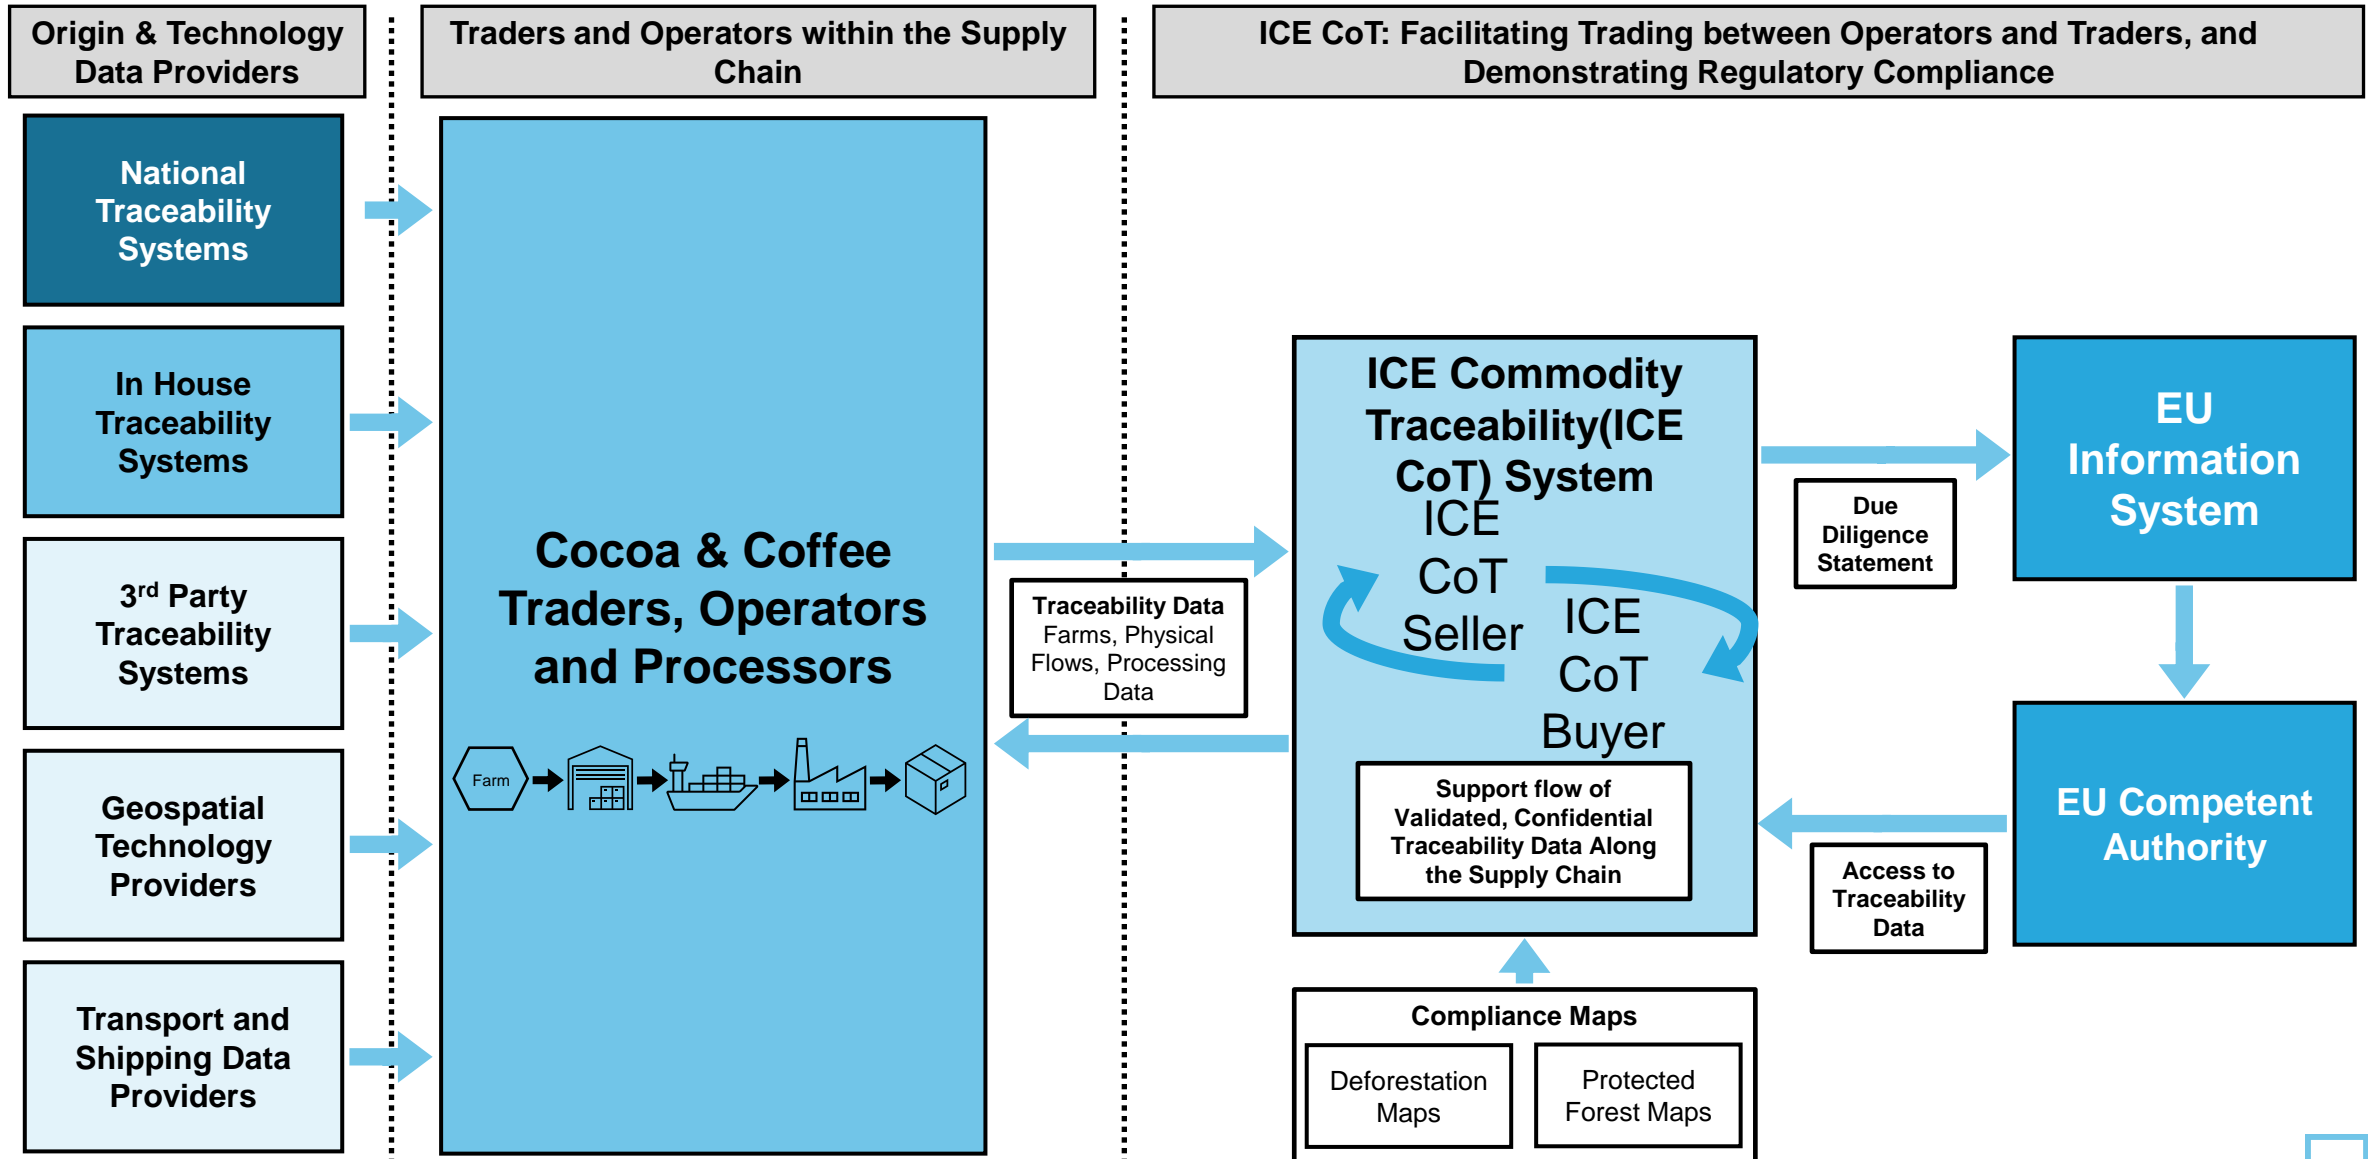 Origin & Technology
Data Providers
Traders and Operators within the Supply
Chain
ICE CoT: Facilitating Trading between Operators and Traders, and
Demonstrating Regulatory Compliance
National
Traceability
Systems
In House
Traceability
Systems
3rd Party
Traceability
Systems
Geospatial
Technology
Providers
Transport and
Shipping Data
Providers
Cocoa & Coffee
Traders, Operators
and Processors
Farm
Traceability Data
Farms, Physical
Flows, Processing
Data
ICE Commodity
Traceability(ICE
CoT) System
ICE
CoT
Seller
ICE
CoT
Buyer
Support flow of
Validated, Confidential
Traceability Data Along
the Supply Chain
Compliance Maps
Deforestation
Maps
Protected
Forest Maps
Due
Diligence
Statement
EU
Information
System
EU Competent
Authority
Access to
Traceability
Data